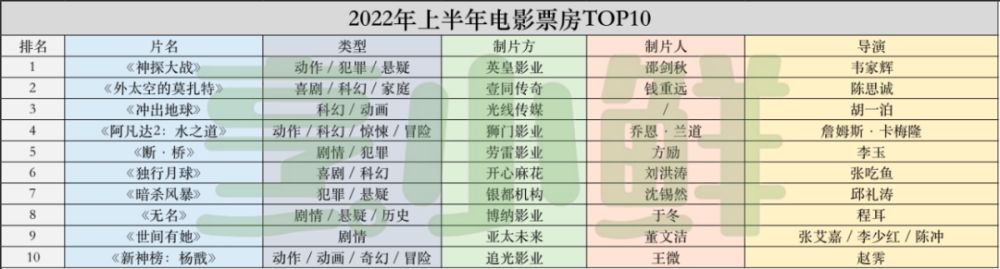 2022年上半年电影票房TOP10
排名 片名 类型 制片方 制片人 导演
1 《神探大战》 动作 / 犯罪 / 悬疑 英皇影业 邵剑秋 韦家辉
2 《外太空的莫扎特》 喜剧 / 科幻 / 家庭 壹同传奇 钱重远 陈思诚
3 《冲出地球》 科幻 / 动画 光线传媒 / 胡一泊
4 《阿凡达2：水之道》 动作 / 科幻 / 惊悚 / 冒险 狮门影业 乔恩 · 兰道 詹姆斯 · 卡梅隆
5 《断 · 桥》 剧情 / 犯罪 劳雷影业 方励 李玉
6 《独行月球》 喜剧 / 科幻 开心麻花 刘洪涛 张吃鱼
7 《暗杀风暴》 犯罪 / 悬疑 银都机构 沈锡然 邱礼涛
8 《无名》 剧情 / 悬疑 / 历史 博纳影业 于冬 程耳
9 《世间有她》 剧情 亚太未来 董文洁 张艾嘉 / 李少红 / 陈冲
10 《新神榜：杨戬》 动作 / 动画 / 奇幻 / 冒险 追光影业 王微 赵霁
三小鲜